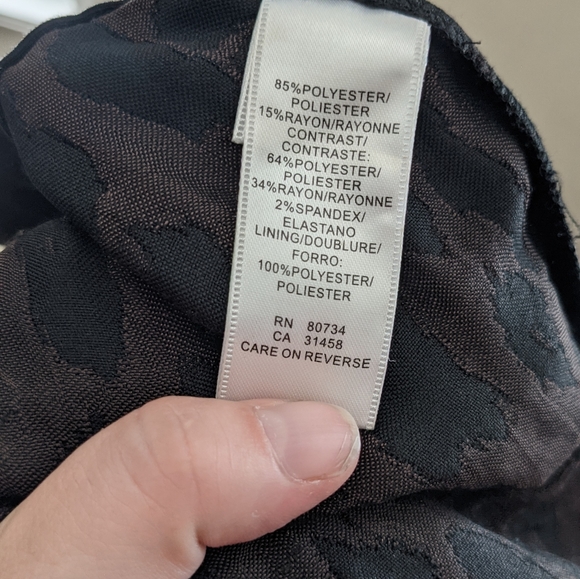 85%POLYESTER/
POLIESTER
15%RAYON/RAYONNE
CONTRAST/
CONTRASTE:
64%POLYESTER/
POLIESTER
34%RAYON/RAYONNE
2%SPANDEX/
ELASTANO
LINING/DOUBLURE/
FORRO:
100%POLYESTER/
POLIESTER
RN 80734
CA 31458
CARE ON REVERSE